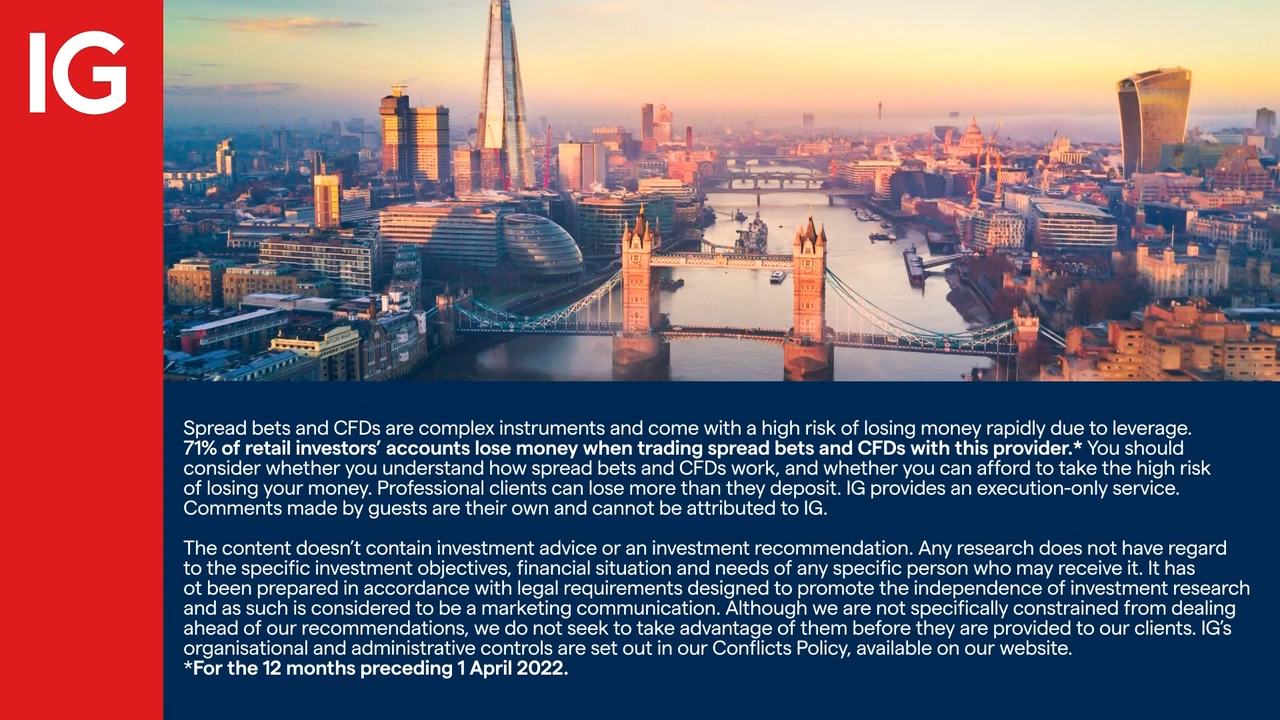 IG
Spread bets and CFDs are complex instruments and come with a high risk of losing money rapidly due to leverage.
71% of retail investors’ accounts lose money when trading spread bets and CFDs with this provider.* You should
consider whether you understand how spread bets and CFDs work, and whether you can afford to take the high risk
of losing your money. Professional clients can lose more than they deposit. IG provides an execution-only service.
Comments made by guests are their own and cannot be attributed to IG.
The content doesn’t contain investment advice or an investment recommendation. Any research does not have regard
to the specific investment objectives, financial situation and needs of any specific person who may receive it. It has
ot been prepared in accordance with legal requirements designed to promote the independence of investment research
and as such is considered to be a marketing communication. Although we are not specifically constrained from dealing
ahead of our recommendations, we do not seek to take advantage of them before they are provided to our clients. IG’s
organisational and administrative controls are set out in our Conflicts Policy, available on our website.
*For the 12 months preceding 1 April 2022.